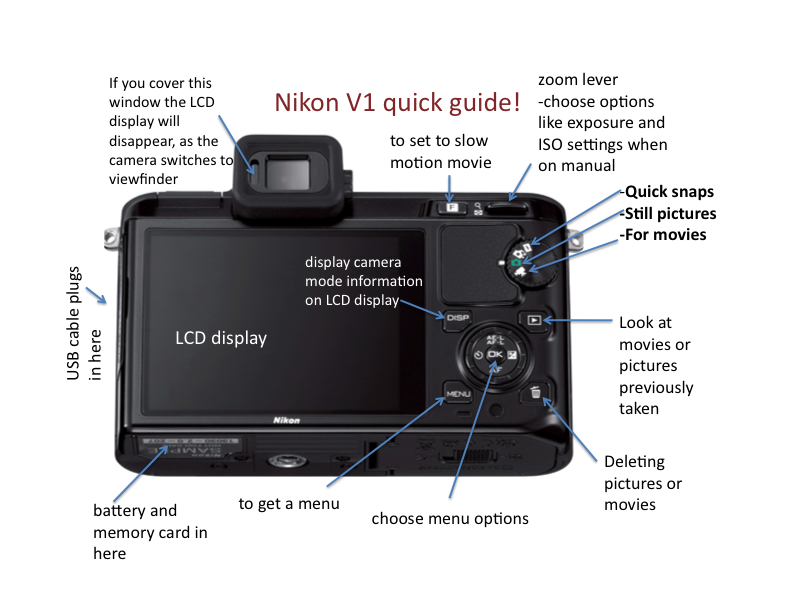 Nikon V1 quick guide!
If you cover this
window the LCD
display will
disappear, as the
camera switches to
viewfinder
to set to slow
motion movie
zoom lever
-choose options
like exposure and
ISO settings when
on manual
-Quick snaps
-Still pictures
-For movies
F
display camera
mode information
on LCD display
LCD display
USB cable plugs
in here
DISP
AE-L
AF-L
OK
AF
MENU
Look at
movies or
pictures
previously
taken
Nikon
SAMPLE
Deleting
pictures or
movies
battery and
memory card in
here
to get a menu
choose menu options